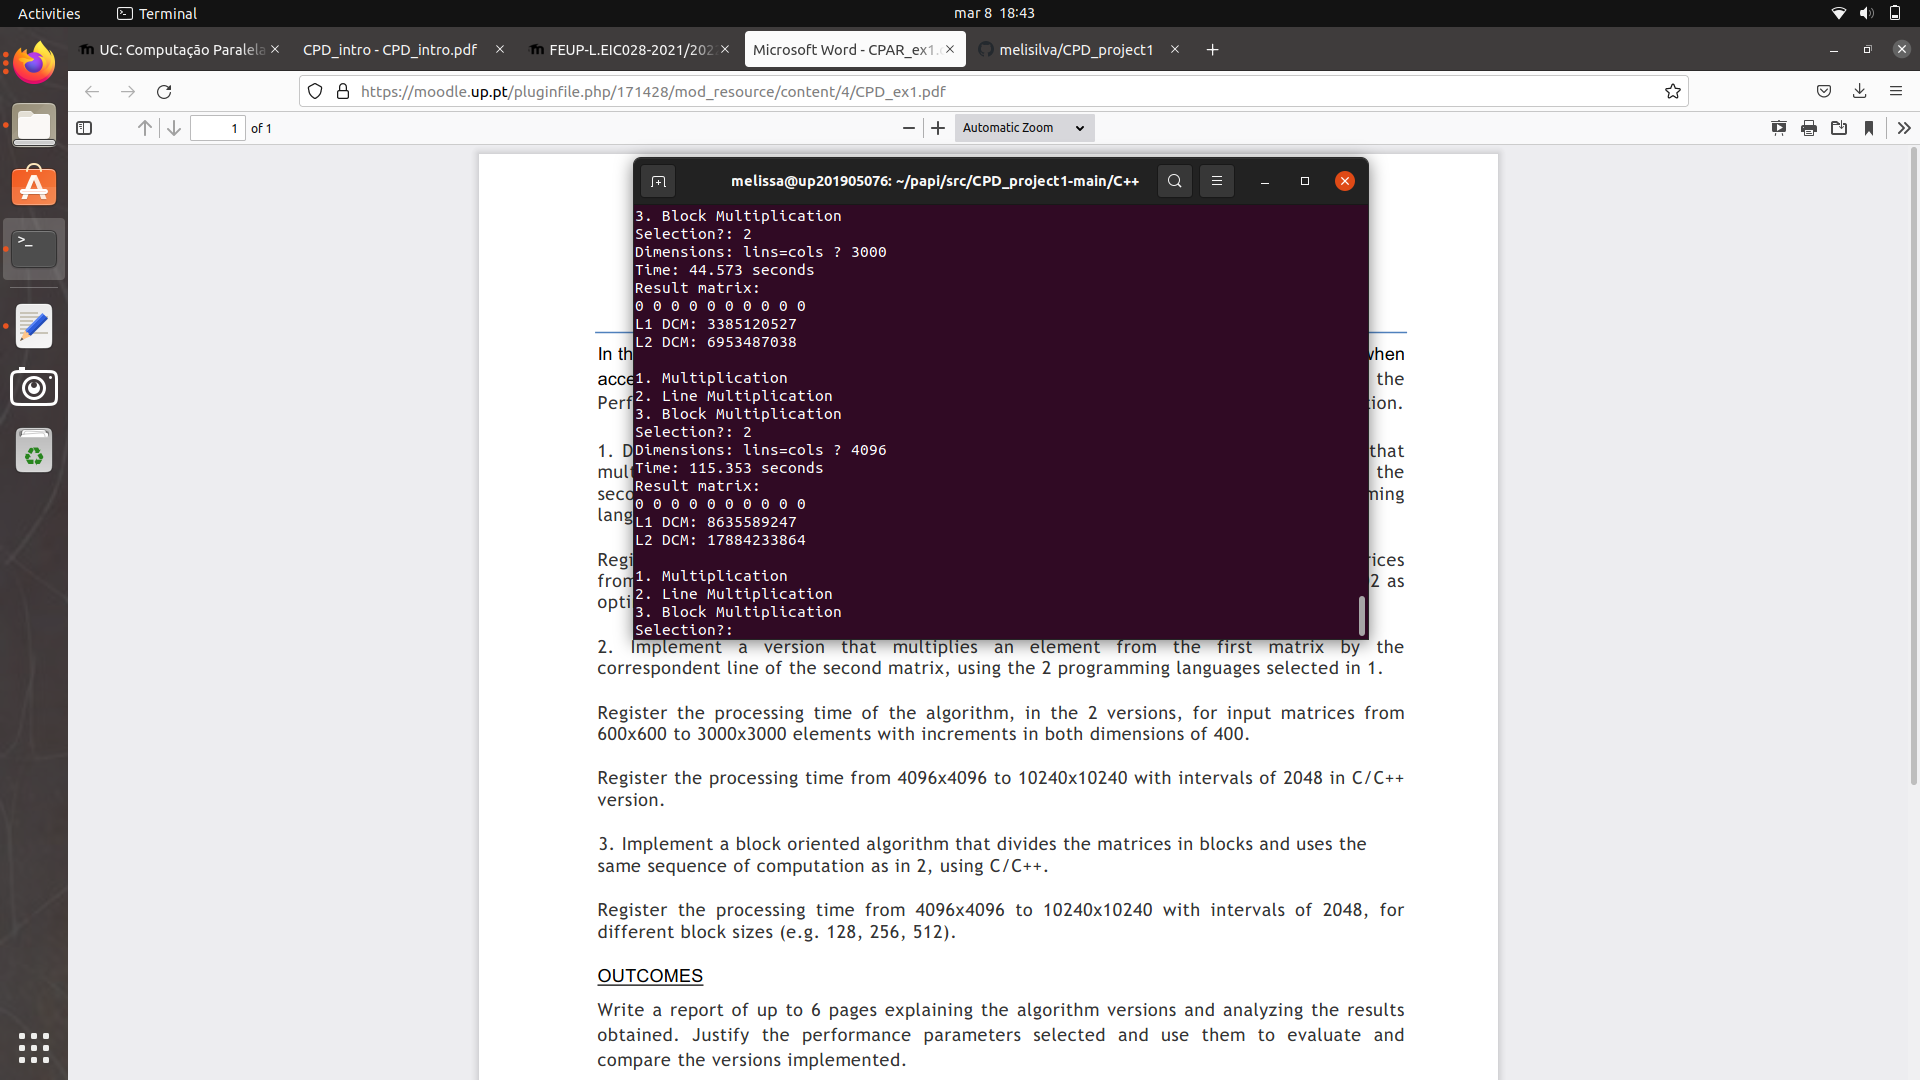 Activities
Terminal
mar 8 18:43
UC: Computação Paralela
CPD_intro - CPD_intro.pdf
FEUP-L.EIC028-2021/202
Microsoft Word - CPAR_ex1.
melisilva/CPD_project1
https://moodle.up.pt/pluginfile.php/171428/mod_resource/content/4/CPD_ex1.pdf
1 of 1
Automatic Zoom
melissa@up201905076: ~/papi/src/CPD_project1-main/C++
3. Block Multiplication
Selection?: 2
Dimensions: lins=cols ? 3000
Time: 44.573 seconds
Result matrix:
0 0 0 0 0 0 0 0 0 0
L1 DCM: 3385120527
L2 DCM: 6953487038
1. Multiplication
2. Line Multiplication
3. Block Multiplication
Selection?: 2
Dimensions: lins=cols ? 4096
Time: 115.353 seconds
Result matrix:
0 0 0 0 0 0 0 0 0 0
L1 DCM: 8635589247
L2 DCM: 17884233864
1. Multiplication
2. Line Multiplication
3. Block Multiplication
Selection?:
In th
when
acce
the
Perf
tion.
1. D
that
mult
the
seco
lang
Regi
from
2 as
opti
2. Implement a version that multiplies an element from the first matrix by the
correspondent line of the second matrix, using the 2 programming languages selected in 1.
Register the processing time of the algorithm, in the 2 versions, for input matrices from
600x600 to 3000x3000 elements with increments in both dimensions of 400.
Register the processing time from 4096x4096 to 10240x10240 with intervals of 2048 in C/C++
version.
3. Implement a block oriented algorithm that divides the matrices in blocks and uses the
same sequence of computation as in 2, using C/C++.
Register the processing time from 4096x4096 to 10240x10240 with intervals of 2048, for
different block sizes (e.g. 128, 256, 512).
OUTCOMES
Write a report of up to 6 pages explaining the algorithm versions and analyzing the results
obtained. Justify the performance parameters selected and use them to evaluate and
compare the versions implemented.